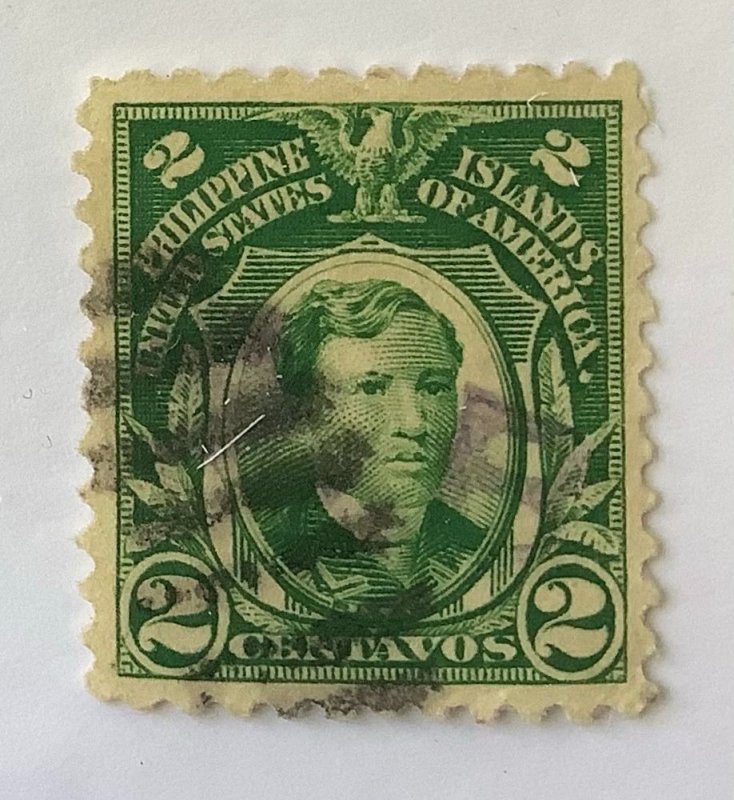 2 2
PHILIPPINE ISLANDS,
UNITED STATES OF AMERICA.
2 CENTAVOS 2